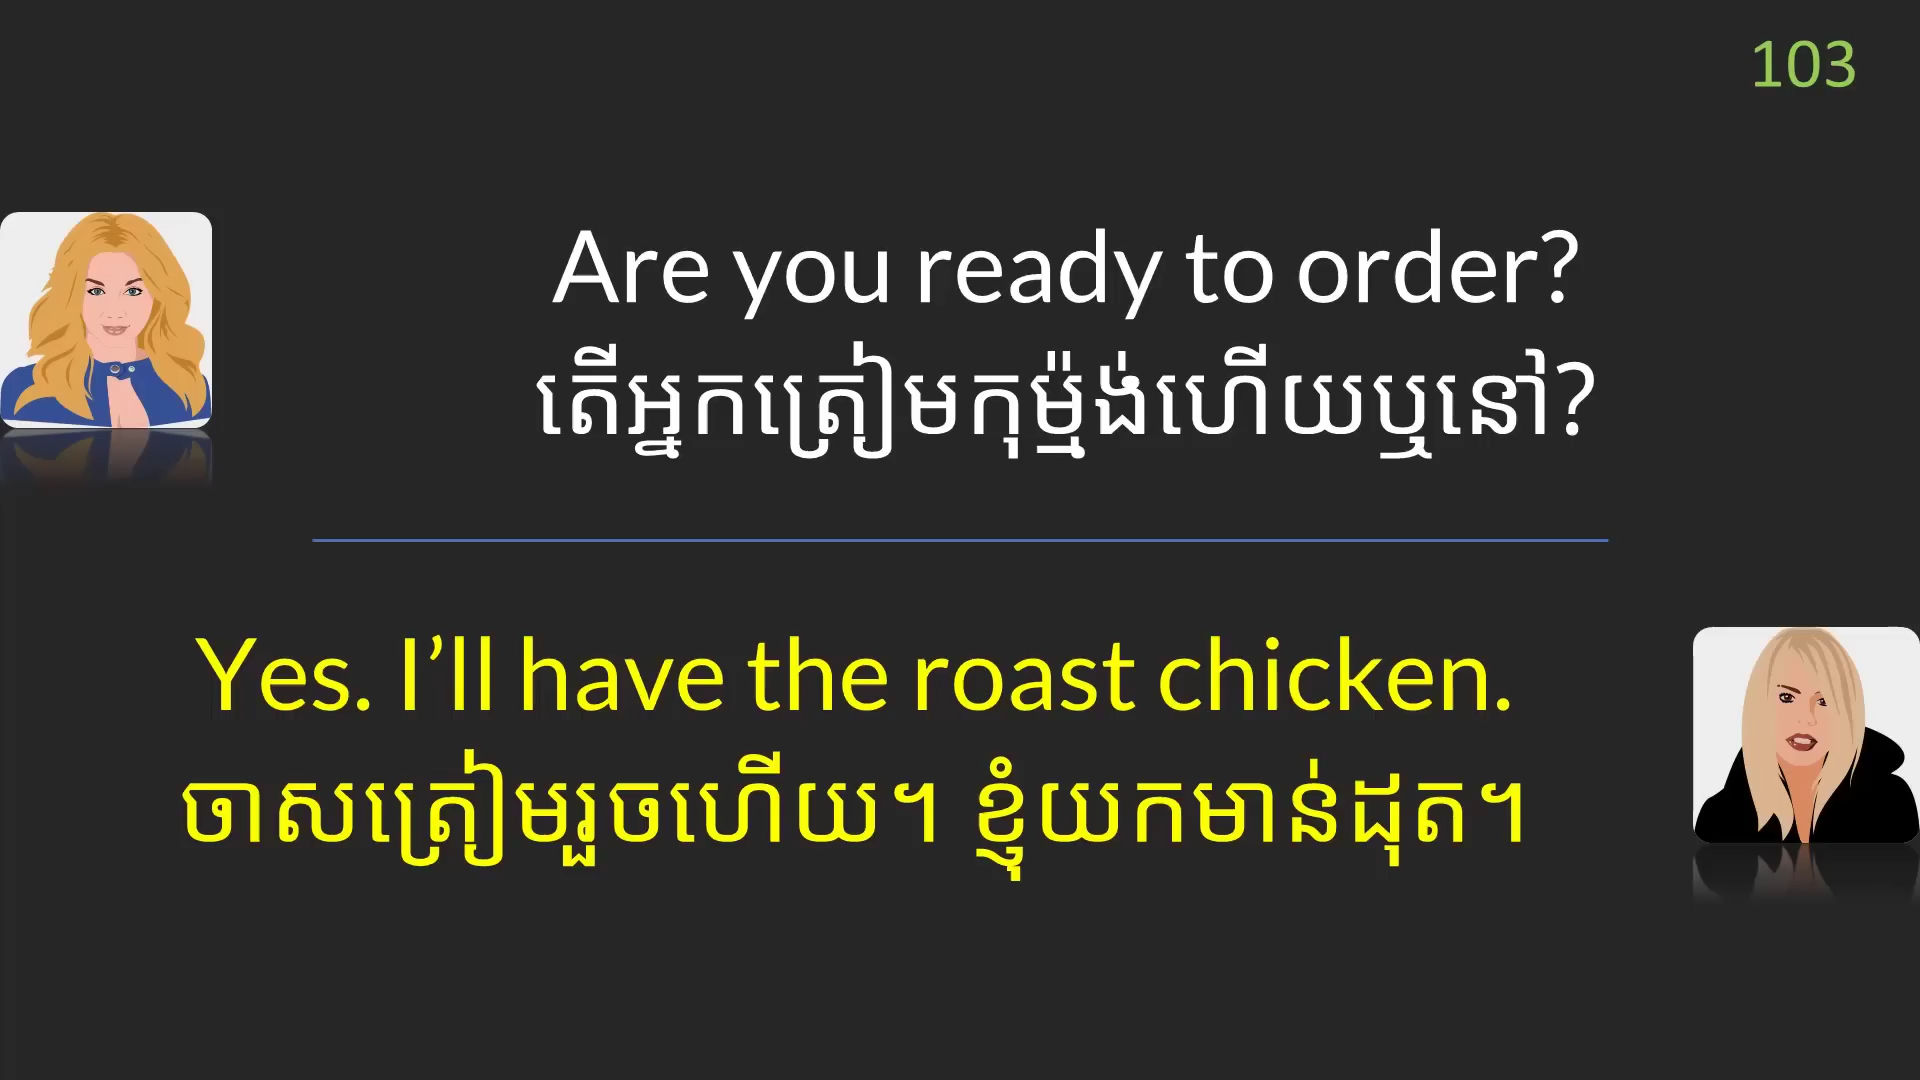 103
Are you ready to order?
តើអ្នកត្រៀមកុម្ម៉ង់ហើយឬនៅ?
Yes. I’ll have the roast chicken.
ចាសត្រៀមរួចហើយ។ ខ្ញុំយកមាន់ដុត។